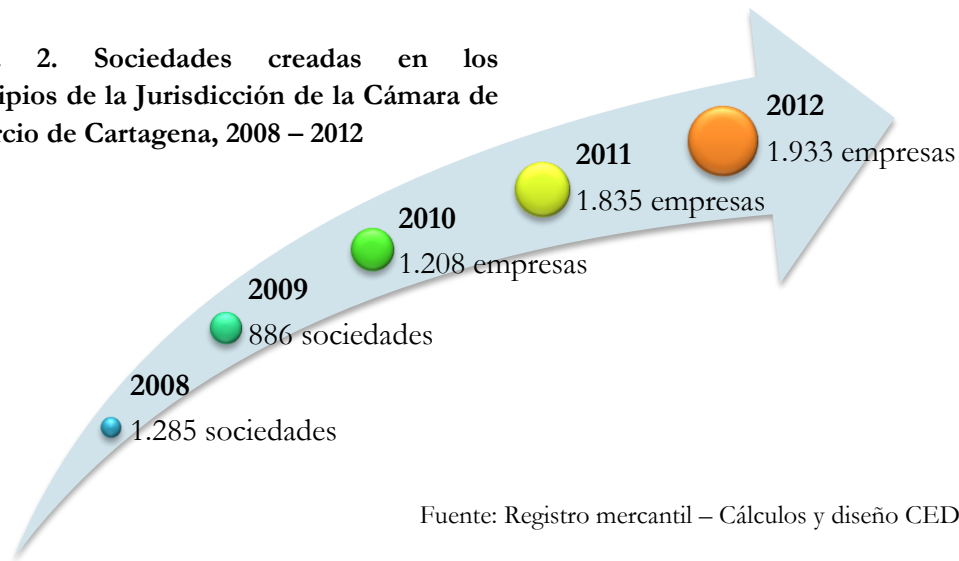 2. Sociedades creadas en los
de la Jurisdicción de la Cámara de
de Cartagena, 2008 – 2012
2012
1.933 empresas
2011
1.835 empresas
2010
1.208 empresas
2009
886 sociedades
2008
1.285 sociedades
Fuente: Registro mercantil – Cálculos y diseño CED